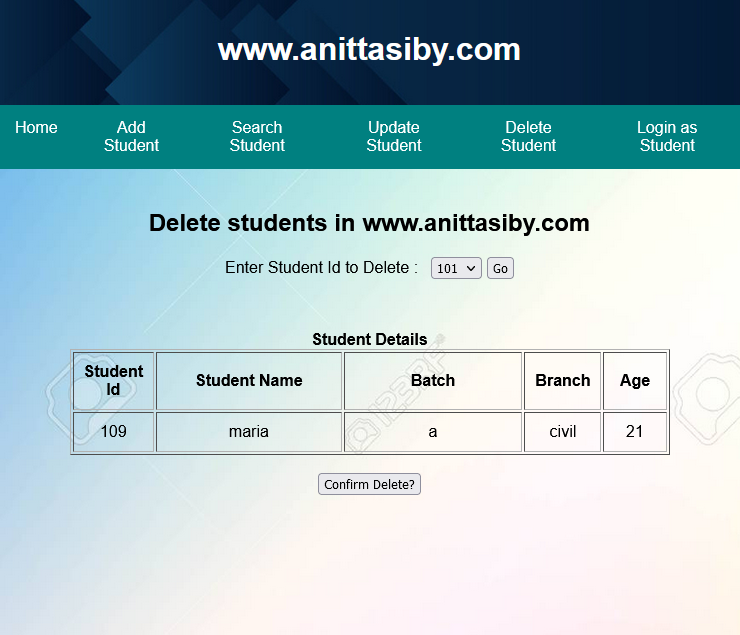 www.anittasiby.com
Home Add Student Search Student Update Student Delete Student Login as Student
Delete students in www.anittasiby.com
Enter Student Id to Delete : 101 Go
Student Details
Student Id Student Name Batch Branch Age
109 maria a civil 21
123RF
Confirm Delete?